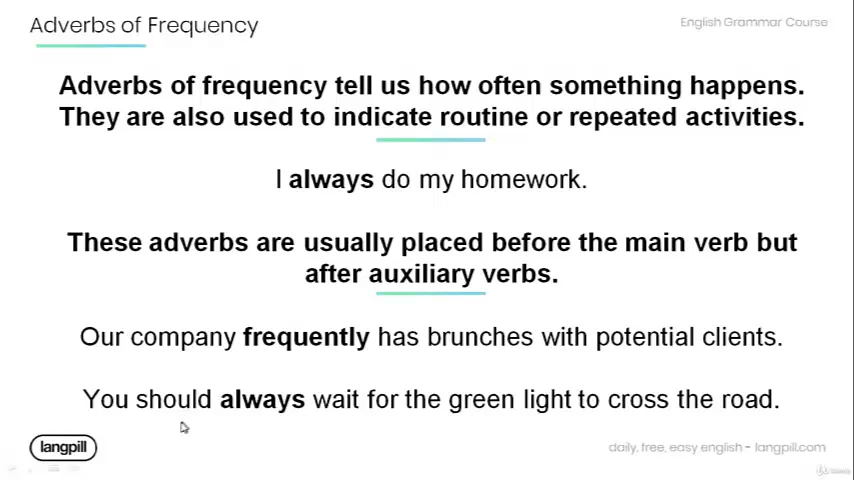 Adverbs of Frequency
English Grammar Course
Adverbs of frequency tell us how often something happens.
They are also used to indicate routine or repeated activities.
I always do my homework.
These adverbs are usually placed before the main verb but
after auxiliary verbs.
Our company frequently has brunches with potential clients.
You should always wait for the green light to cross the road.
langpill
daily, free, easy english - langpill.com